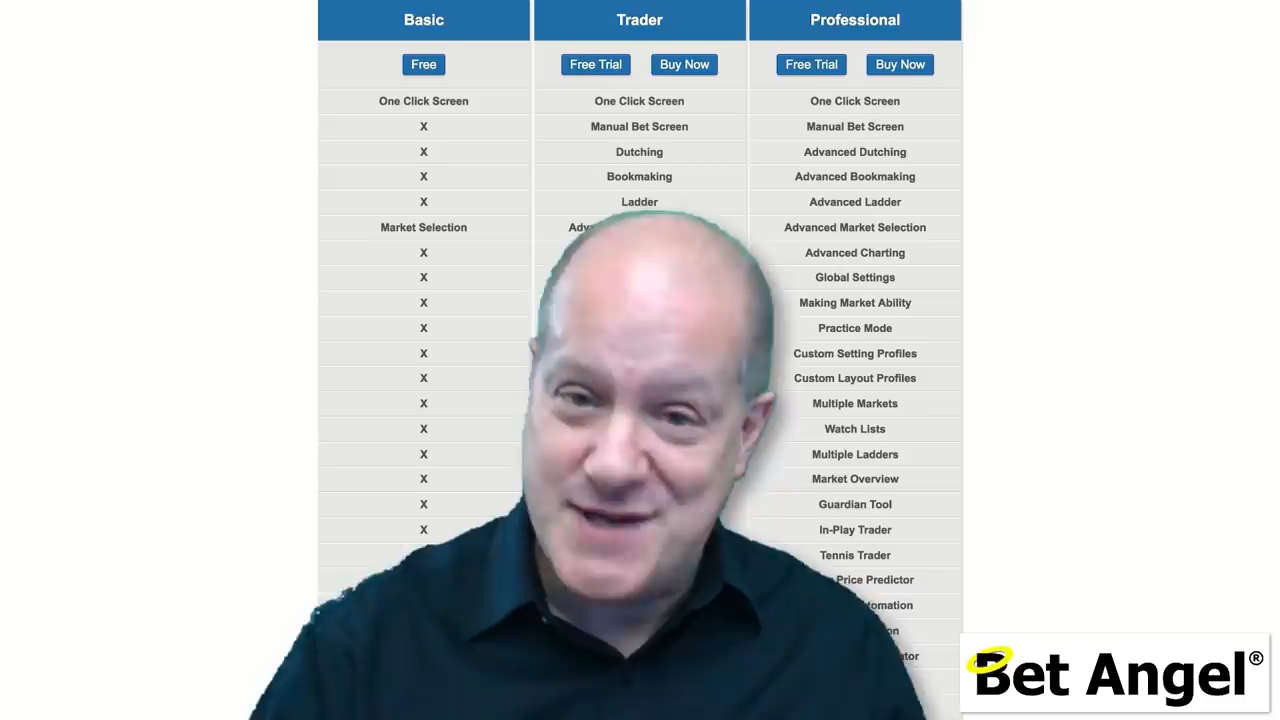 Basic Trader Professional
Free Free Trial Buy Now Free Trial Buy Now
One Click Screen One Click Screen One Click Screen
X Manual Bet Screen Manual Bet Screen
X Dutching Advanced Dutching
X Bookmaking Advanced Bookmaking
X Ladder Advanced Ladder
Market Selection Advanced Market Selection
X Advanced Charting
X Global Settings
X Making Market Ability
X Practice Mode
X Custom Setting Profiles
X Custom Layout Profiles
X Multiple Markets
X Watch Lists
X Multiple Ladders
X Market Overview
X Guardian Tool
X In-Play Trader
Tennis Trader
Price Predictor
Bet Angel®